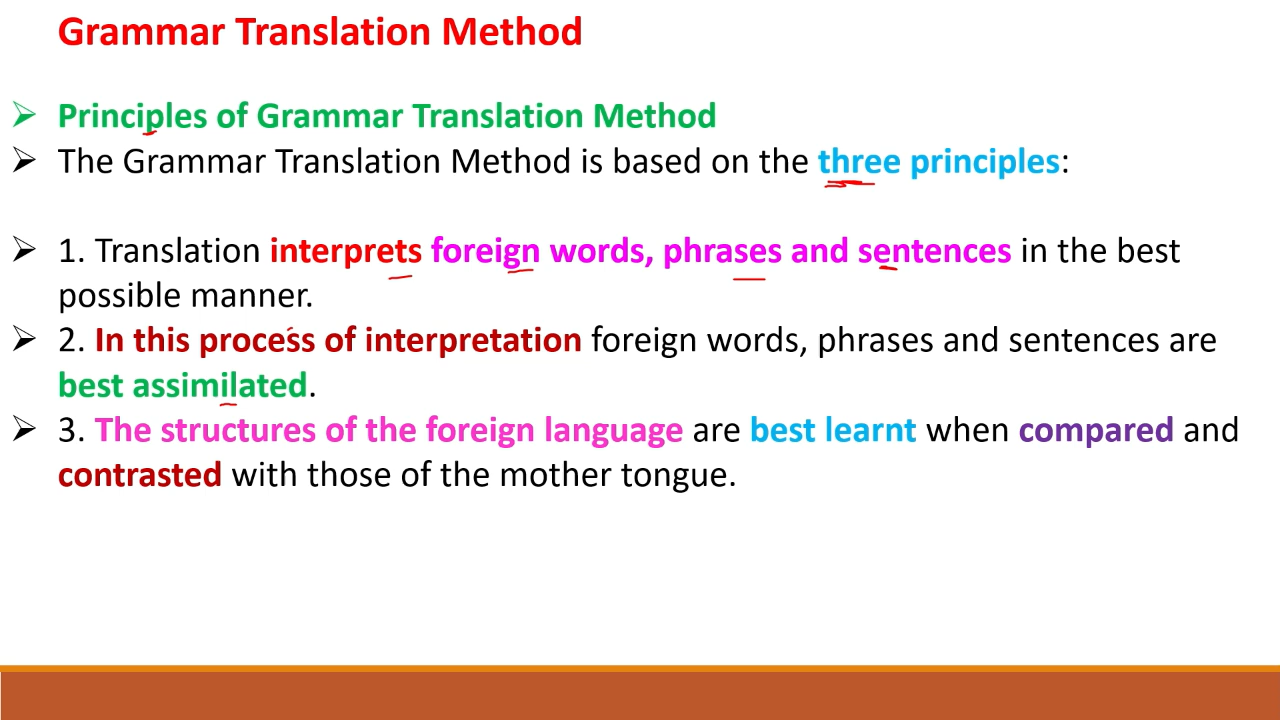 Grammar Translation Method
➢ Principles of Grammar Translation Method
➢ The Grammar Translation Method is based on the three principles:
➢ 1. Translation interprets foreign words, phrases and sentences in the best
possible manner.
➢ 2. In this process of interpretation foreign words, phrases and sentences are
best assimilated.
➢ 3. The structures of the foreign language are best learnt when compared and
contrasted with those of the mother tongue.